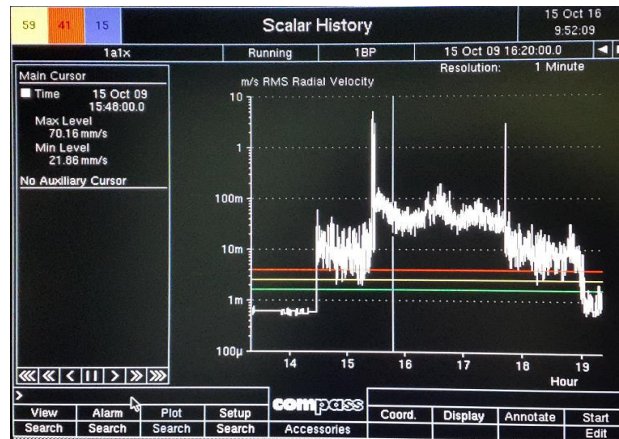 59 41 15 Scalar History 15 Oct 16
9:52:09
1a1x Running 1BP 15 Oct 09 16:20:00.0
Resolution: 1 Minute
Main Cursor
Time 15 Oct 09
15:48:00.0
Max Level
70.16 mm/s
Min Level
21.86 mm/s
No Auxiliary Cursor
m/s RMS Radial Velocity
10
1
100m
10m
1m
100µ
14 15 16 17 18 19
Hour
>
compass
View Alarm Plot Setup Coord. Display Annotate Start
Search Search Search Search Accessories Edit